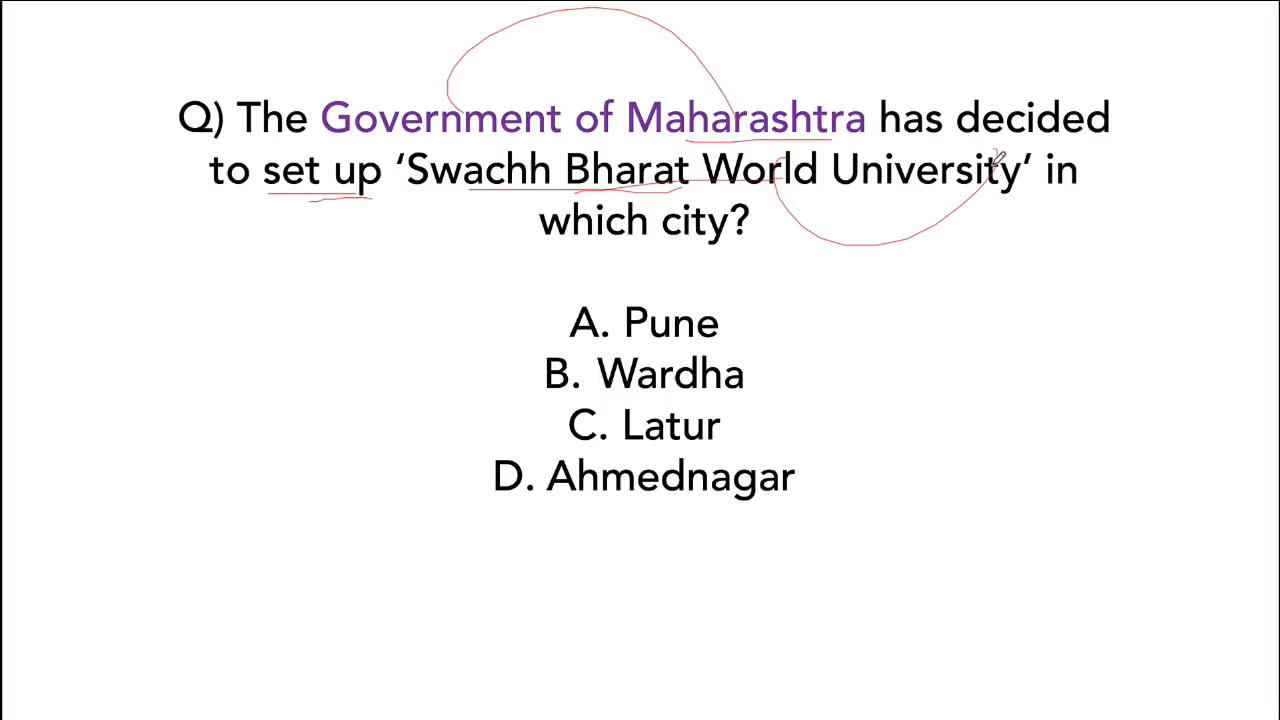 Q) The Government of Maharashtra has decided
to set up ‘Swachh Bharat World University’ in
which city?
A. Pune
B. Wardha
C. Latur
D. Ahmednagar